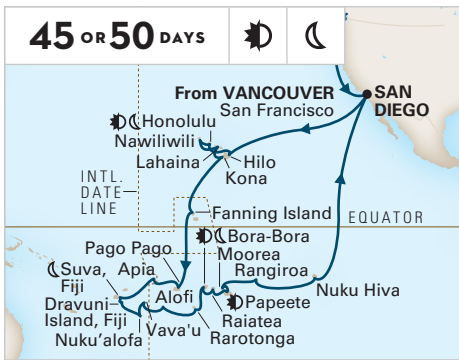 45 OR 50 DAYS
From VANCOUVER
San Francisco
SAN
DIEGO
Honolulu
Nawiliwili
Lahaina
Hilo
Kona
INTL.
DATE
LINE
Fanning Island
EQUATOR
Pago Pago
Bora-Bora
Moorea
Suva,
Fiji
Apia
Rangiroa
Dravuni
Island, Fiji
Alofi
Papeete
Nuku Hiva
Raiatea
Nuku'alofa
Vava'u
Rarotonga